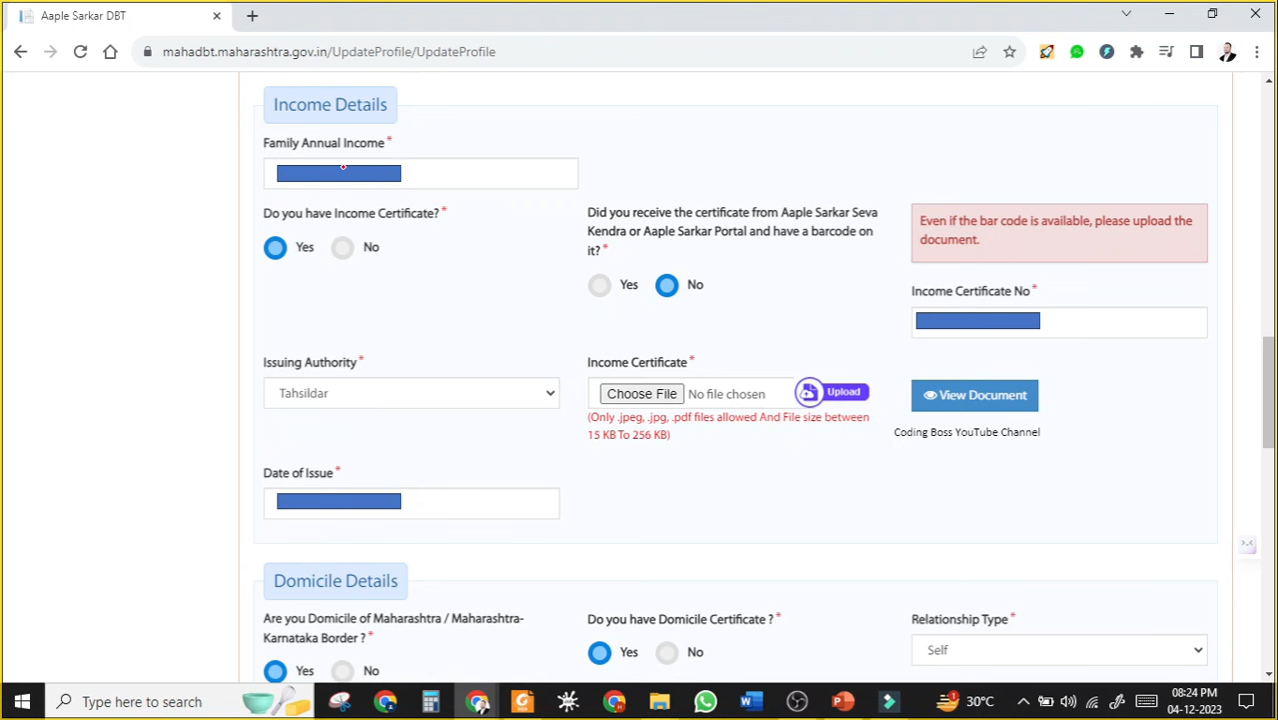 Aaple Sarkar DBT
mahadbt.maharashtra.gov.in/UpdateProfile/UpdateProfile
Income Details
Family Annual Income *
Do you have Income Certificate? *
Yes No
Did you receive the certificate from Aaple Sarkar Seva
Kendra or Aaple Sarkar Portal and have a barcode on
it? *
Yes No
Even if the bar code is available, please upload the
document.
Income Certificate No *
Issuing Authority *
Tahsildar
Income Certificate *
Choose File No file chosen Upload
(Only .jpeg, .jpg, .pdf files allowed And File size between
15 KB To 256 KB)
View Document
Coding Boss YouTube Channel
Date of Issue *
Domicile Details
Are you Domicile of Maharashtra / Maharashtra-
Karnataka Border ? *
Yes No
Do you have Domicile Certificate ? *
Yes No
Relationship Type *
Self
Type here to search
30°C
08:24 PM
04-12-2023